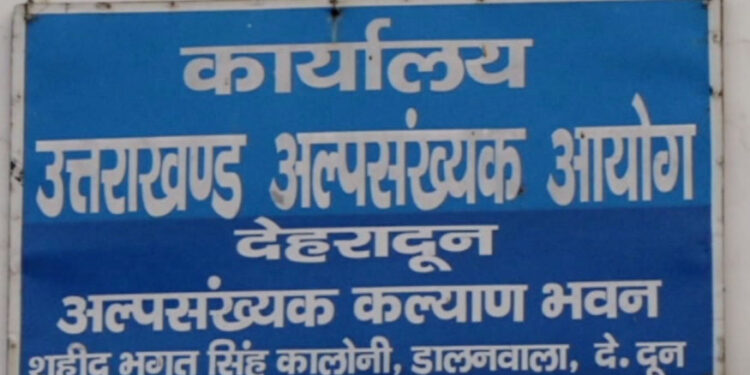 कार्यालय
उत्तराखण्ड अल्पसंख्यक आयोग
देहरादून
अल्पसंख्यक कल्याण भवन
शहीद भगत सिंह कालोनी, डालनवाला, दे. दून